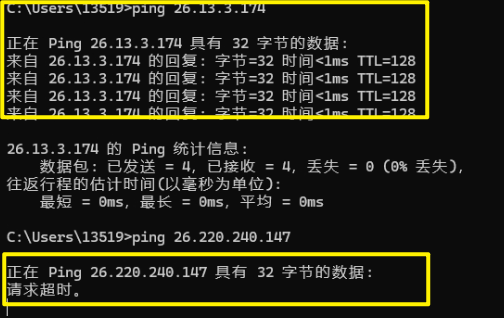 C:\Users\13519>ping 26.13.3.174
正在 Ping 26.13.3.174 具有 32 字节的数据:
来自 26.13.3.174 的回复: 字节=32 时间<1ms TTL=128
来自 26.13.3.174 的回复: 字节=32 时间<1ms TTL=128
来自 26.13.3.174 的回复: 字节=32 时间<1ms TTL=128
来自 26.13.3.174 的回复: 字节=32 时间<1ms TTL=128
26.13.3.174 的 Ping 统计信息:
数据包: 已发送 = 4，已接收 = 4，丢失 = 0 (0% 丢失)，
往返行程的估计时间(以毫秒为单位):
最短 = 0ms，最长 = 0ms，平均 = 0ms
C:\Users\13519>ping 26.220.240.147
正在 Ping 26.220.240.147 具有 32 字节的数据:
请求超时。